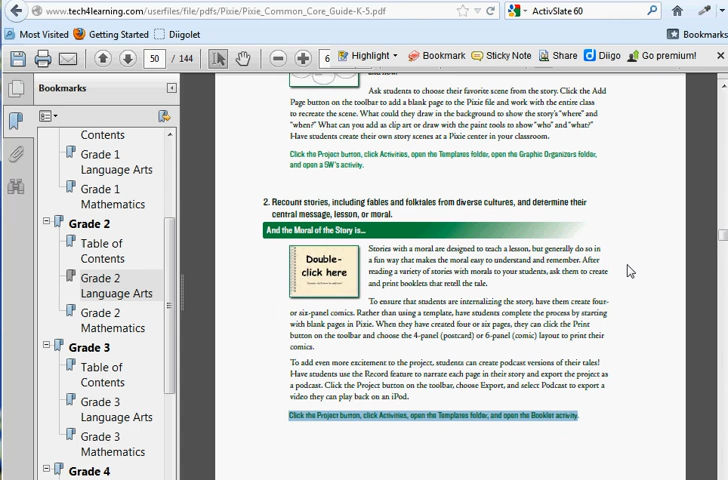 www.tech4learning.com/userfiles/file/pdfs/Pixie/Pixie_Common_Core_Guide-K-5.pdf
ActivSlate 60
Most Visited
Getting Started
Diigolet
Bookmarks
50 / 144
6
Highlight
Bookmark
Sticky Note
Share
Diigo
Go premium!
Bookmarks
Contents
Grade 1
Language Arts
Grade 1
Mathematics
Grade 2
Table of
Contents
Grade 2
Language Arts
Grade 2
Mathematics
Grade 3
Table of
Contents
Grade 3
Language Arts
Grade 3
Mathematics
Grade 4
Ask students to choose their favorite scene from the story. Click the Add
Page button on the toolbar to add a blank page to the Pixie file and work with the entire class
to recreate the scene. What could they draw in the background to show the story's "where" and
"when?" What can you add as clip art or draw with the paint tools to show "who" and "what?"
Have students create their own story scenes at a Pixie center in your classroom.
Click the Project button, click Activities, open the Templates folder, open the Graphic Organizers folder,
and open a 5W's activity.
2. Recount stories, including fables and folktales from diverse cultures, and determine their
central message, lesson, or moral.
And the Moral of the Story is...
Double-
click here
Stories with a moral are designed to teach a lesson, but generally do so in
a fun way that makes the moral easy to understand and remember. After
reading a variety of stories with morals to your students, ask them to create
and print booklets that retell the tale.
To ensure that students are internalizing the story, have them create four-
or six-panel comics. Rather than using a template, have students complete the process by starting
with blank pages in Pixie. When they have created four or six pages, they can click the Print
button on the toolbar and choose the 4-panel (postcard) or 6-panel (comic) layout to print their
comics.
To add even more excitement to the project, students can create podcast versions of their tales!
Have students use the Record feature to narrate each page in their story and export the project as
a podcast. Click the Project button on the toolbar, choose Export, and select Podcast to export a
video they can play back on an iPod.
Click the Project button, click Activities, open the Templates folder, and open the Booklet activity.